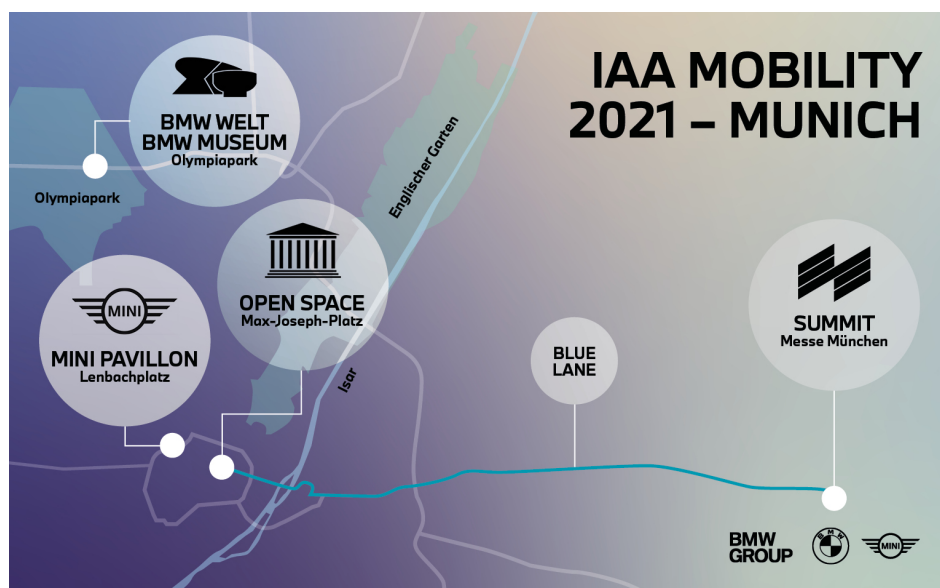 IAA MOBILITY
2021 – MUNICH
BMW WELT
BMW MUSEUM
Olympiapark
Olympiapark
Englischer Garten
OPEN SPACE
Max-Joseph-Platz
MINI
MINI PAVILLON
Lenbachplatz
Isar
BLUE
LANE
SUMMIT
Messe München
BMW
GROUP
BMW
MINI